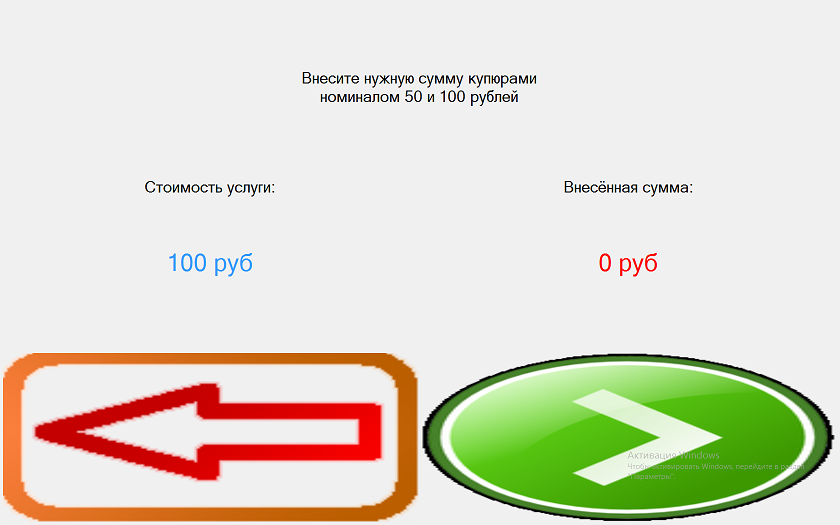 Внесите нужную сумму купюрами
номиналом 50 и 100 рублей
Стоимость услуги:
Внесённая сумма:
100 руб
0 руб
Активация Windows
Чтобы активировать Windows, перейдите в раздел
"Параметры".